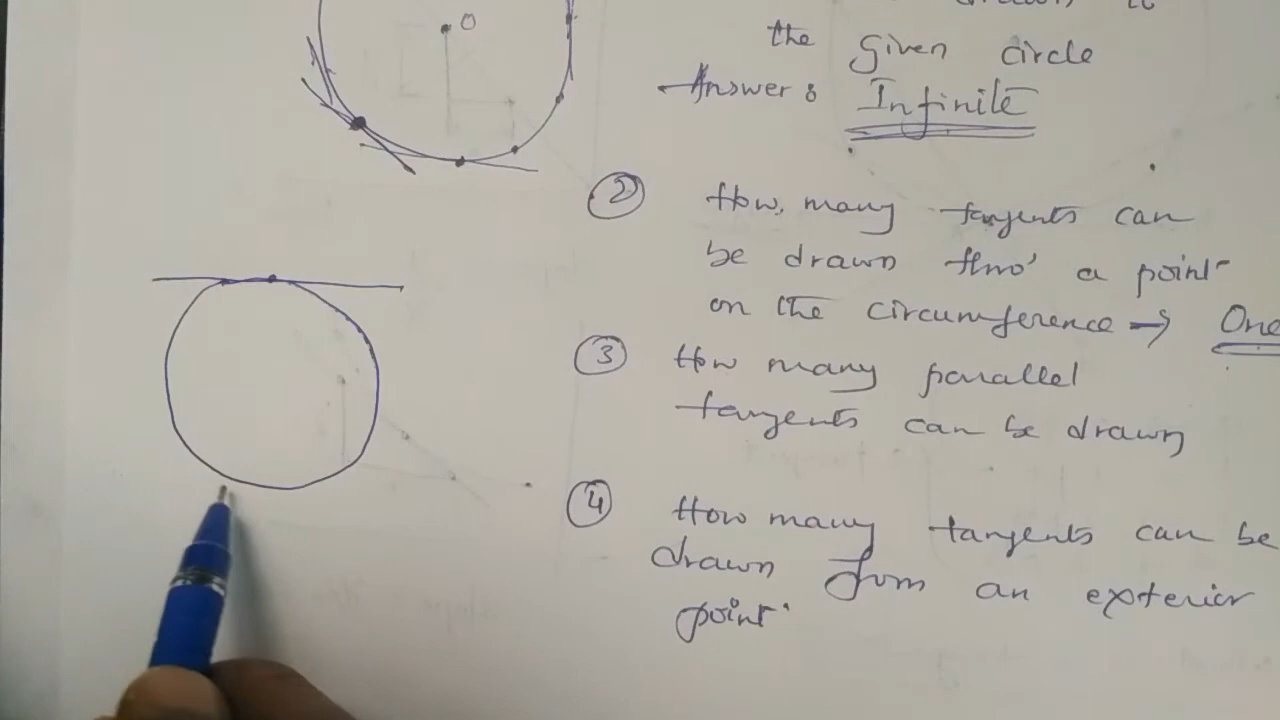 O
the Given circle
Answer : Infinite
② How many tangents can
be drawn thro' a point
on the circumference → One
③ How many parallel
tangents can be drawn
④ How many tangents can be
drawn from an exterior
point.